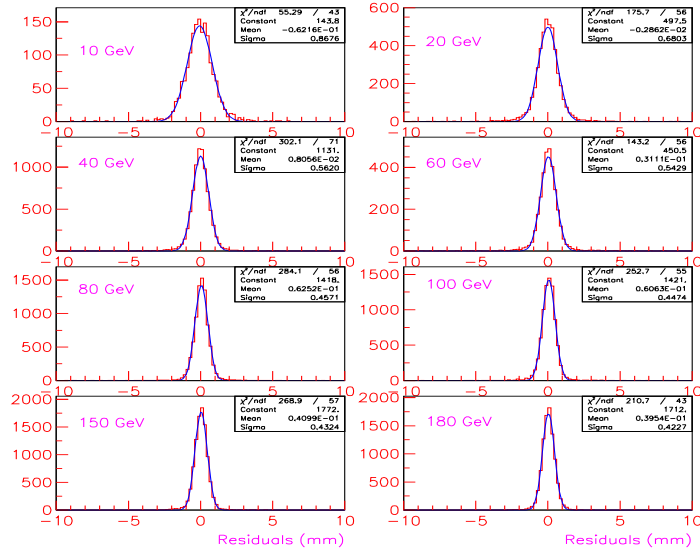 χ²/ndf 55.29 / 43
Constant 143.8
Mean -0.6216E-01
Sigma 0.8676
10 GeV
150
100
50
0
-10 -5 0 5 10
χ²/ndf 175.7 / 56
Constant 497.5
Mean -0.2862E-02
Sigma 0.6803
20 GeV
600
400
200
0
-10 -5 0 5 10
χ²/ndf 302.1 / 71
Constant 1131.
Mean 0.8056E-02
Sigma 0.5620
40 GeV
1000
750
500
250
0
-10 -5 0 5 10
χ²/ndf 143.2 / 56
Constant 450.5
Mean 0.3111E-01
Sigma 0.5429
60 GeV
400
200
0
-10 -5 0 5 10
χ²/ndf 284.1 / 56
Constant 1418.
Mean 0.6252E-01
Sigma 0.4571
80 GeV
1500
1000
500
0
-10 -5 0 5 10
χ²/ndf 252.7 / 55
Constant 1421.
Mean 0.6063E-01
Sigma 0.4474
100 GeV
1500
1000
500
0
-10 -5 0 5 10
χ²/ndf 268.9 / 57
Constant 1772.
Mean 0.4099E-01
Sigma 0.4324
150 GeV
2000
1500
1000
500
0
-10 -5 0 5 10
Residuals (mm)
χ²/ndf 210.7 / 43
Constant 1712.
Mean 0.3954E-01
Sigma 0.4227
180 GeV
2000
1500
1000
500
0
-10 -5 0 5 10
Residuals (mm)